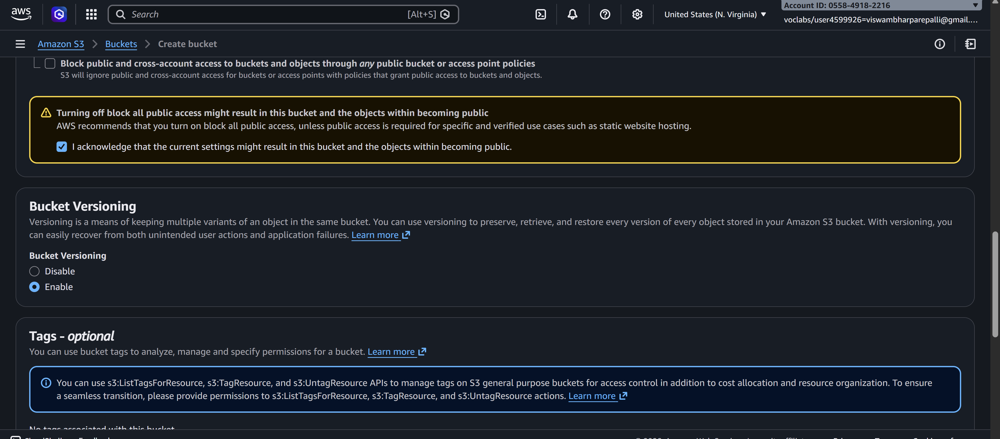 aws
Search
[Alt+S]
United States (N. Virginia)
Account ID: 0558-4918-2216
voclabs/user4599926=viswambharparepalli@gmail....
Amazon S3
Buckets
Create bucket
Block public and cross-account access to buckets and objects through any public bucket or access point policies
S3 will ignore public and cross-account access for buckets or access points with policies that grant public access to buckets and objects.
Turning off block all public access might result in this bucket and the objects within becoming public
AWS recommends that you turn on block all public access, unless public access is required for specific and verified use cases such as static website hosting.
I acknowledge that the current settings might result in this bucket and the objects within becoming public.
Bucket Versioning
Versioning is a means of keeping multiple variants of an object in the same bucket. You can use versioning to preserve, retrieve, and restore every version of every object stored in your Amazon S3 bucket. With versioning, you
can easily recover from both unintended user actions and application failures. Learn more
Bucket Versioning
Disable
Enable
Tags - optional
You can use bucket tags to analyze, manage and specify permissions for a bucket. Learn more
You can use s3:ListTagsForResource, s3:TagResource, and s3:UntagResource APIs to manage tags on S3 general purpose buckets for access control in addition to cost allocation and resource organization. To ensure
a seamless transition, please provide permissions to s3:ListTagsForResource, s3:TagResource, and s3:UntagResource actions. Learn more
No tags associated with this bucket